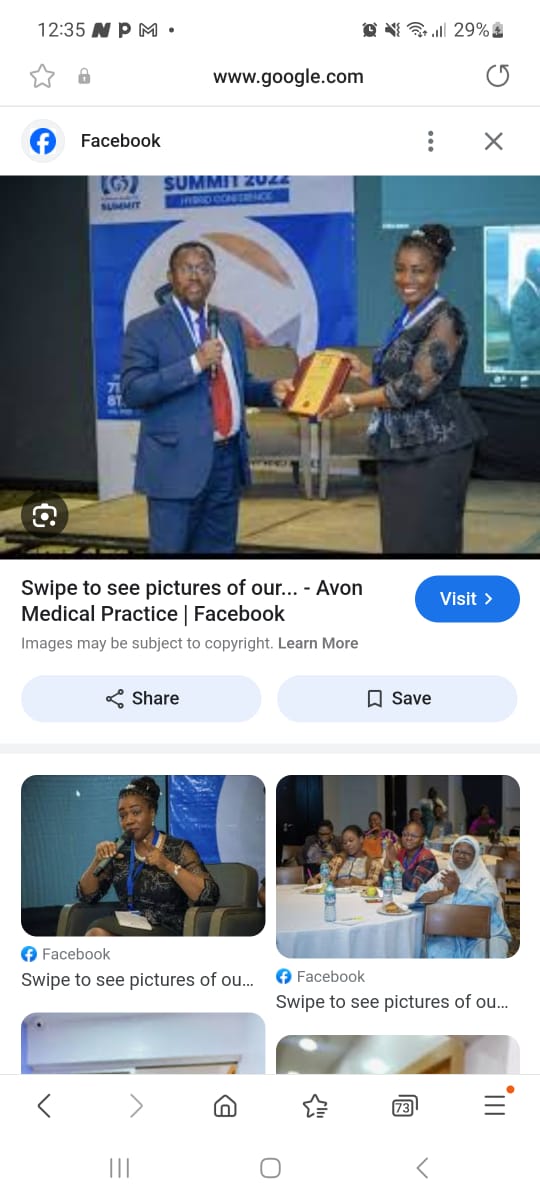 12:35
29%
www.google.com
Facebook
SUMMIT
SUMMIT 2022
HYBRID CONFERENCE
Swipe to see pictures of our... - Avon
Medical Practice | Facebook
Visit
Images may be subject to copyright. Learn More
Share
Save
Facebook
Swipe to see pictures of ou...
Facebook
Swipe to see pictures of ou...
73